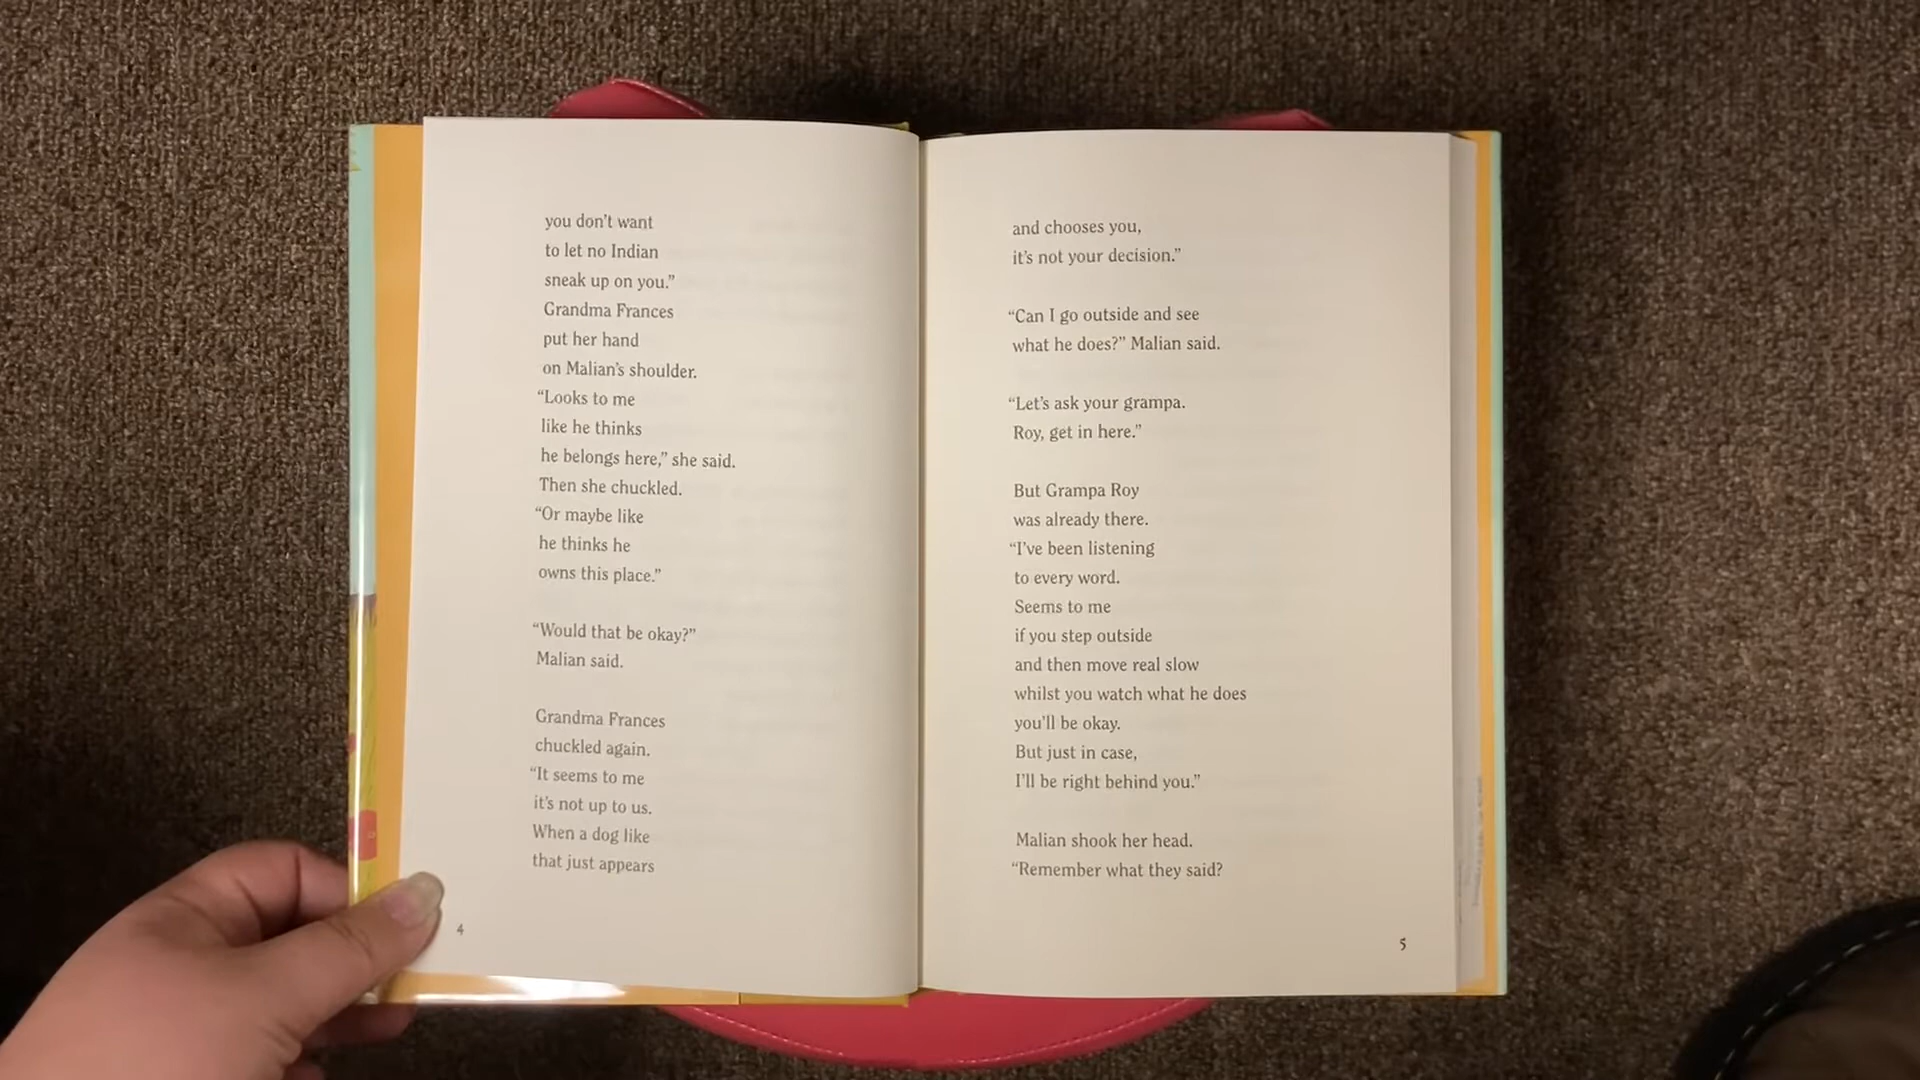 you don't want
to let no Indian
sneak up on you."
Grandma Frances
put her hand
on Malian's shoulder.
"Looks to me
like he thinks
he belongs here," she said.
Then she chuckled.
"Or maybe like
he thinks he
owns this place."
"Would that be okay?"
Malian said.
Grandma Frances
chuckled again.
"It seems to me
it's not up to us.
When a dog like
that just appears
4
and chooses you,
it's not your decision."
"Can I go outside and see
what he does?" Malian said.
"Let's ask your grampa.
Roy, get in here."
But Grampa Roy
was already there.
"I've been listening
to every word.
Seems to me
if you step outside
and then move real slow
whilst you watch what he does
you'll be okay.
But just in case,
I'll be right behind you."
Malian shook her head.
"Remember what they said?
5